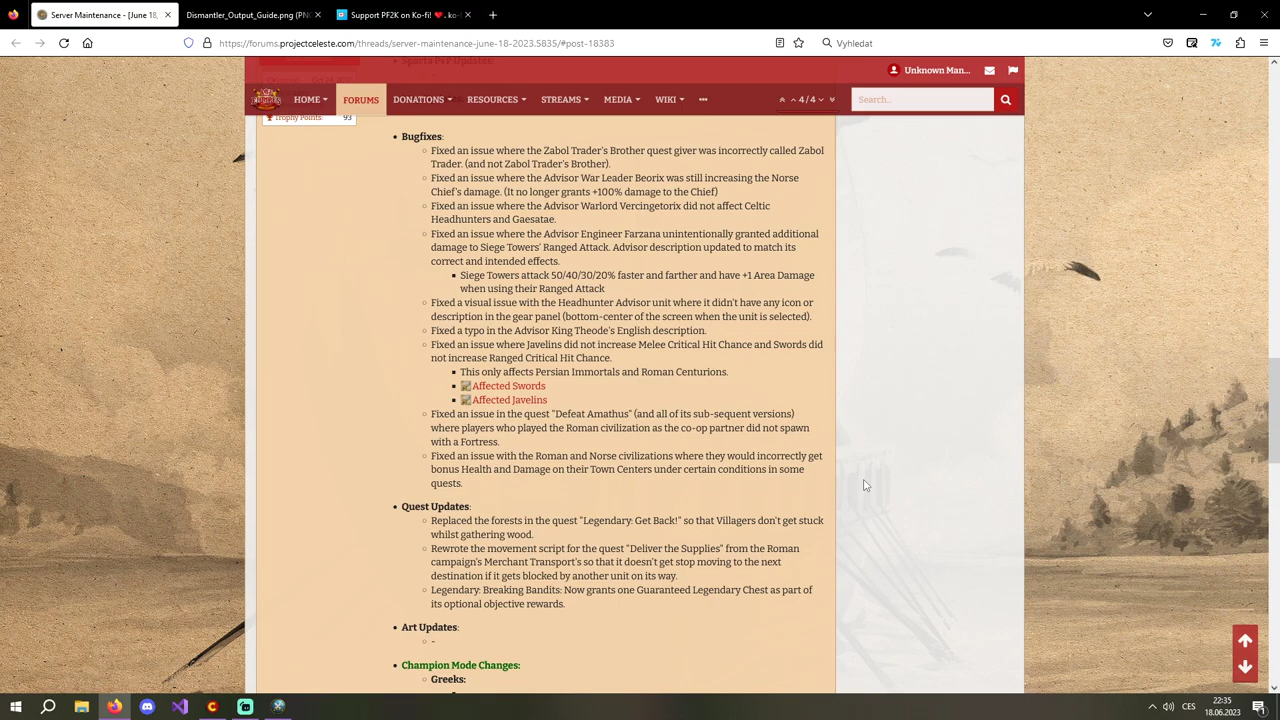 Server Maintenance - [June 18,
Dismantler_Output_Guide.png (PN
Support PF2K on Ko-fi! ❤. ko-
https://forums.projectceleste.com/threads/server-maintenance-june-18-2023.5835/#post-18383
Vyhledat
Sparta PvP Updates:
Unknown Man...
HOME
FORUMS
DONATIONS
RESOURCES
STREAMS
MEDIA
WIKI
•••
4 / 4
Search...
Trophy Points: 93
• Bugfixes:
○ Fixed an issue where the Zabol Trader's Brother quest giver was incorrectly called Zabol
Trader. (and not Zabol Trader's Brother).
○ Fixed an issue where the Advisor War Leader Beorix was still increasing the Norse
Chief's damage. (It no longer grants +100% damage to the Chief)
○ Fixed an issue where the Advisor Warlord Vercingetorix did not affect Celtic
Headhunters and Gaesatae.
○ Fixed an issue where the Advisor Engineer Farzana unintentionally granted additional
damage to Siege Towers' Ranged Attack. Advisor description updated to match its
correct and intended effects.
▪ Siege Towers attack 50/40/30/20% faster and farther and have +1 Area Damage
when using their Ranged Attack
○ Fixed a visual issue with the Headhunter Advisor unit where it didn't have any icon or
description in the gear panel (bottom-center of the screen when the unit is selected).
○ Fixed a typo in the Advisor King Theode's English description.
○ Fixed an issue where Javelins did not increase Melee Critical Hit Chance and Swords did
not increase Ranged Critical Hit Chance.
▪ This only affects Persian Immortals and Roman Centurions.
▪ Affected Swords
▪ Affected Javelins
○ Fixed an issue in the quest "Defeat Amathus" (and all of its sub-sequent versions)
where players who played the Roman civilization as the co-op partner did not spawn
with a Fortress.
○ Fixed an issue with the Roman and Norse civilizations where they would incorrectly get
bonus Health and Damage on their Town Centers under certain conditions in some
quests.
• Quest Updates:
○ Replaced the forests in the quest "Legendary: Get Back!" so that Villagers don't get stuck
whilst gathering wood.
○ Rewrote the movement script for the quest "Deliver the Supplies" from the Roman
campaign's Merchant Transport's so that it doesn't get stop moving to the next
destination if it gets blocked by another unit on its way.
○ Legendary: Breaking Bandits: Now grants one Guaranteed Legendary Chest as part of
its optional objective rewards.
• Art Updates:
○ -
• Champion Mode Changes:
○ Greeks:
CES
22:35
18.06.2023